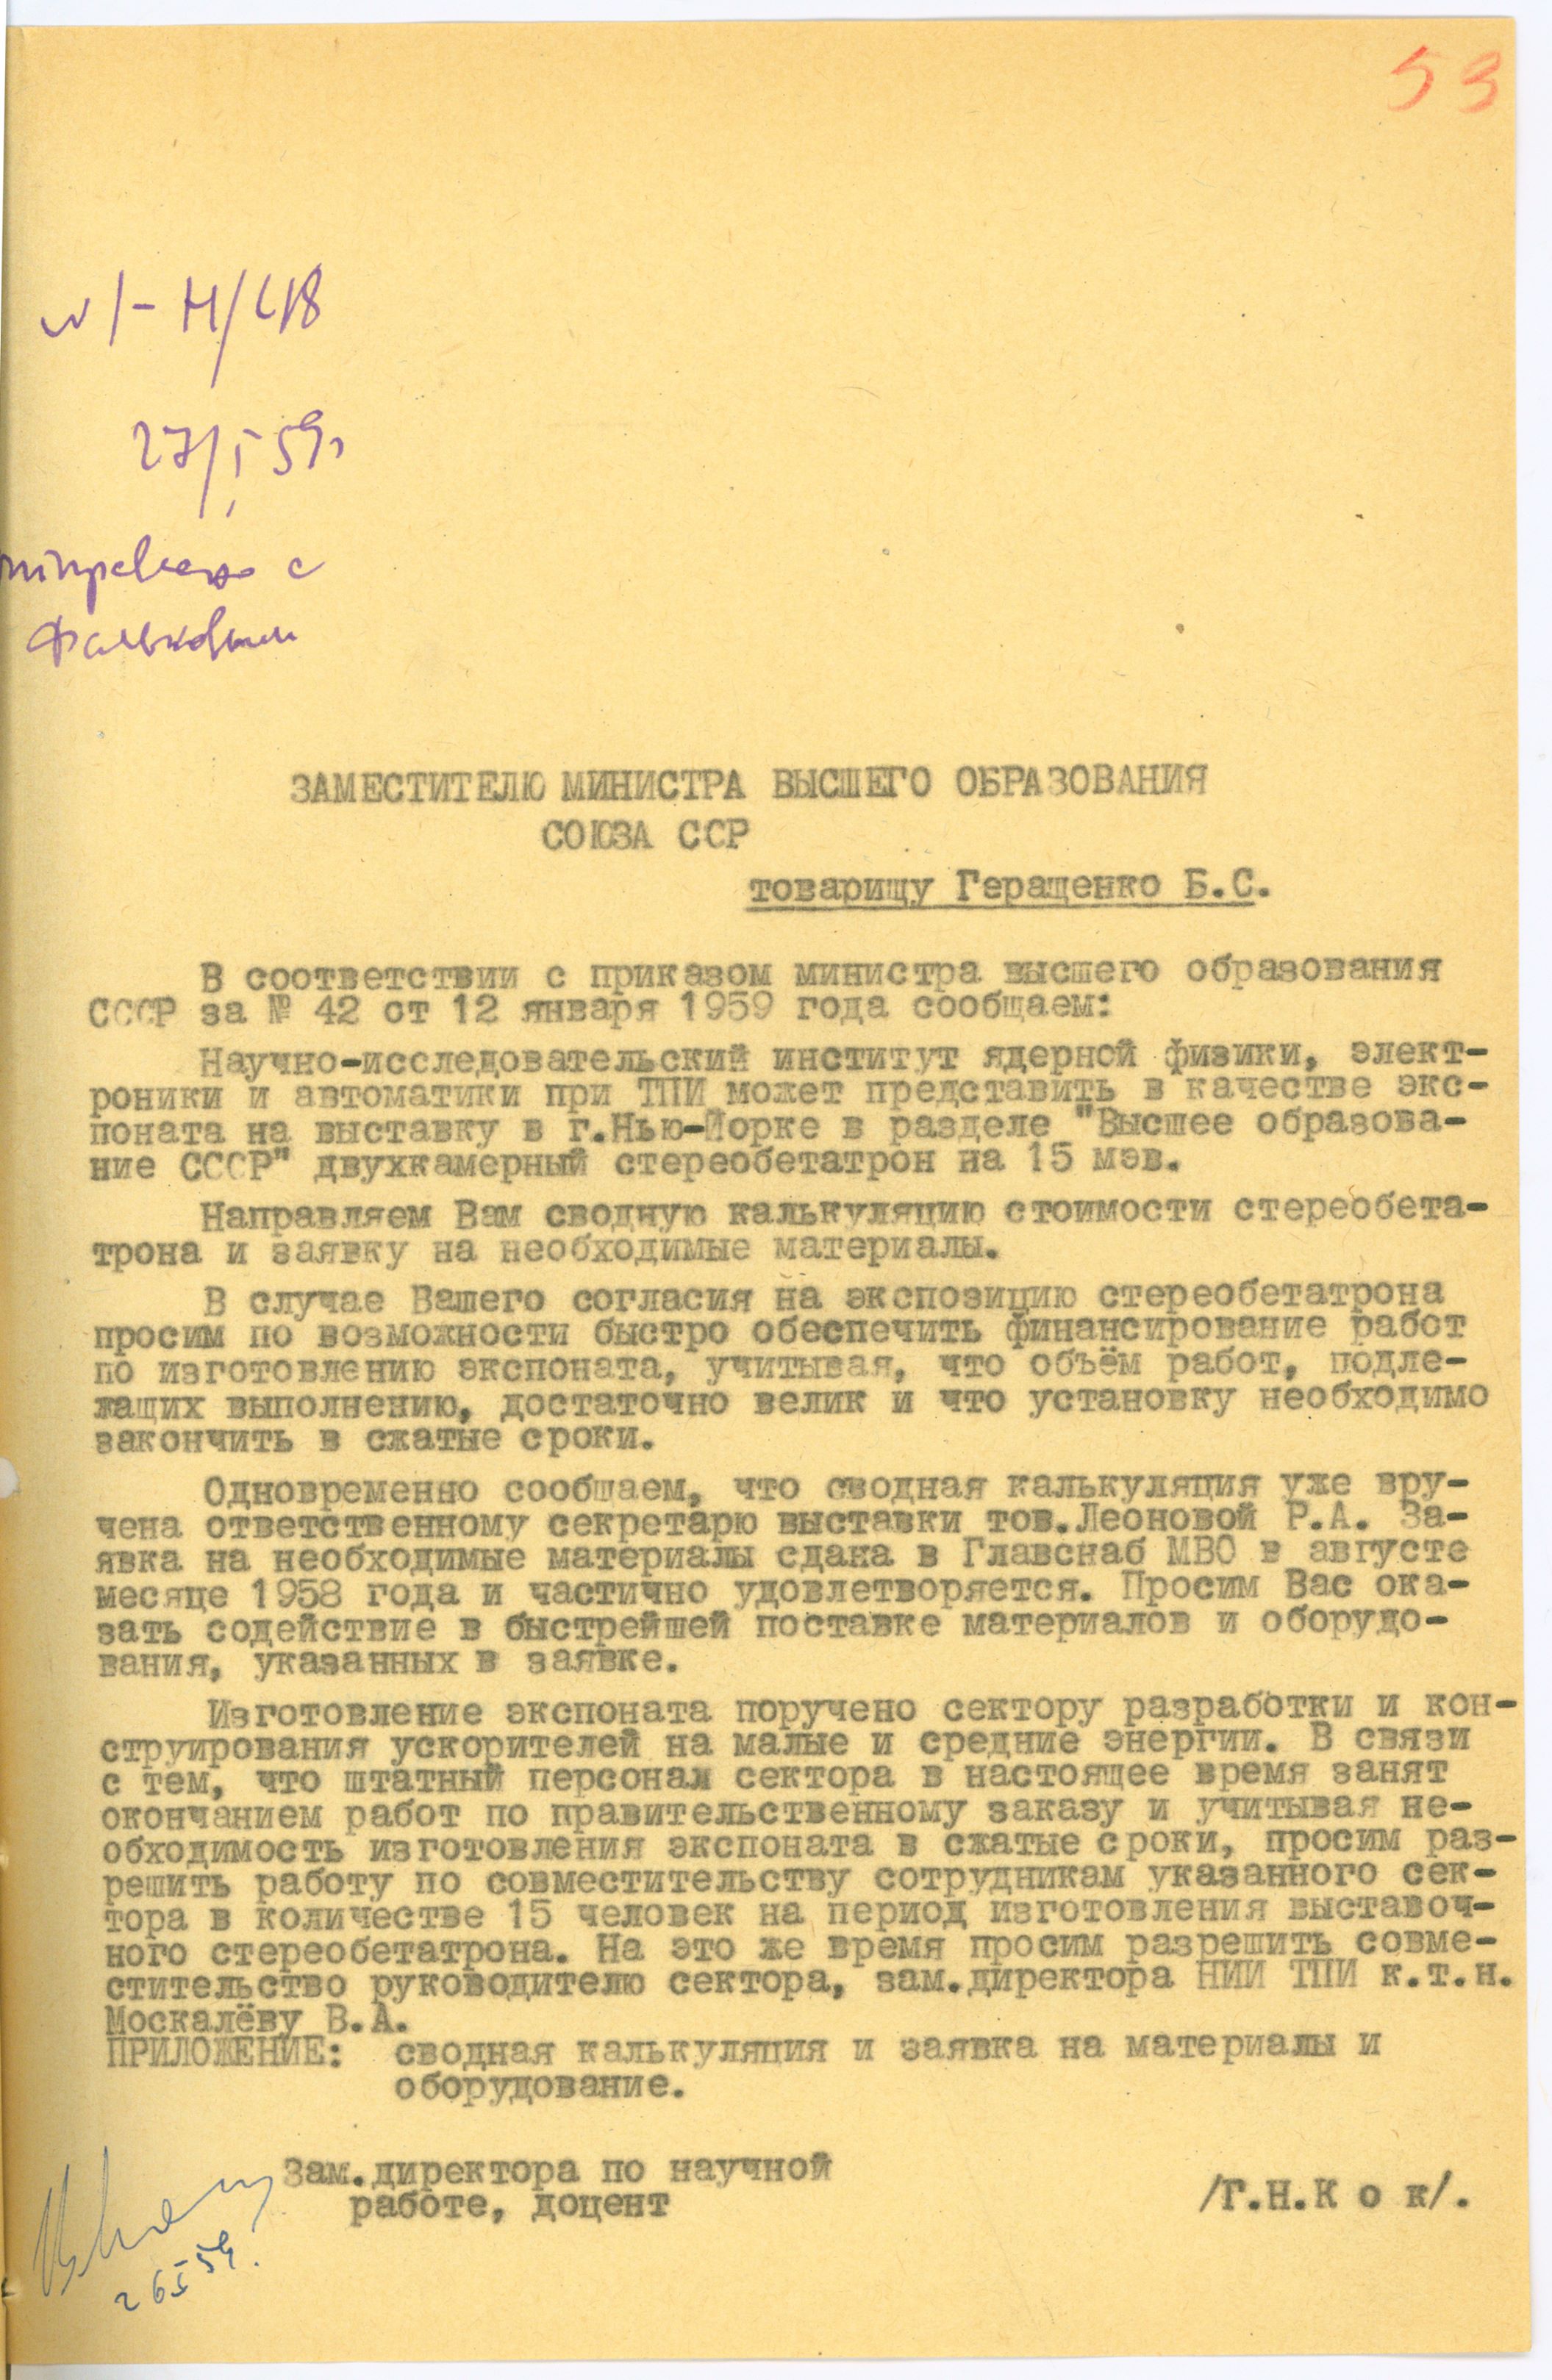 53
27/I 59г
с
ЗАМЕСТИТЕЛЮ МИНИСТРА ВЫСШЕГО ОБРАЗОВАНИЯ
СОЮЗА ССР
товарищу Геращенко Б.С.
В соответствии с приказом министра высшего образования
СССР за № 42 от 12 января 1959 года сообщаем:
Научно-исследовательский институт ядерной физики, элект-
роники и автоматики при ТПИ может представить в качестве экс-
поната на выставку в г.Нью-Йорке в разделе "Высшее образова-
ние СССР" двухкамерный стереобетатрон на 15 мэв.
Направляем Вам сводную калькуляцию стоимости стереобета-
трона и заявку на необходимые материалы.
В случае Вашего согласия на экспозицию стереобетатрона
просим по возможности быстро обеспечить финансирование работ
по изготовлению экспоната, учитывая, что объём работ, подле-
жащих выполнению, достаточно велик и что установку необходимо
закончить в сжатые сроки.
Одновременно сообщаем, что сводная калькуляция уже вру-
чена ответственному секретарю выставки тов.Леоновой Р.А. За-
явка на необходимые материалы сдана в Главснаб МВО в августе
месяце 1958 года и частично удовлетворяется. Просим Вас ока-
зать содействие в быстрейшей поставке материалов и оборудо-
вания, указанных в заявке.
Изготовление экспоната поручено сектору разработки и кон-
струирования ускорителей на малые и средние энергии. В связи
с тем, что штатный персонал сектора в настоящее время занят
окончанием работ по правительственному заказу и учитывая не-
обходимость изготовления экспоната в сжатые сроки, просим раз-
решить работу по совместительству сотрудникам указанного сек-
тора в количестве 15 человек на период изготовления выставоч-
ного стереобетатрона. На это же время просим разрешить совме-
стительство руководителю сектора, зам.директора НИИ ТПИ к.т.н.
Москалёву В.А.
ПРИЛОЖЕНИЕ: сводная калькуляция и заявка на материалы и
оборудование.
Зам.директора по научной
работе, доцент
/Г.Н.К о к/.
26 I 59.